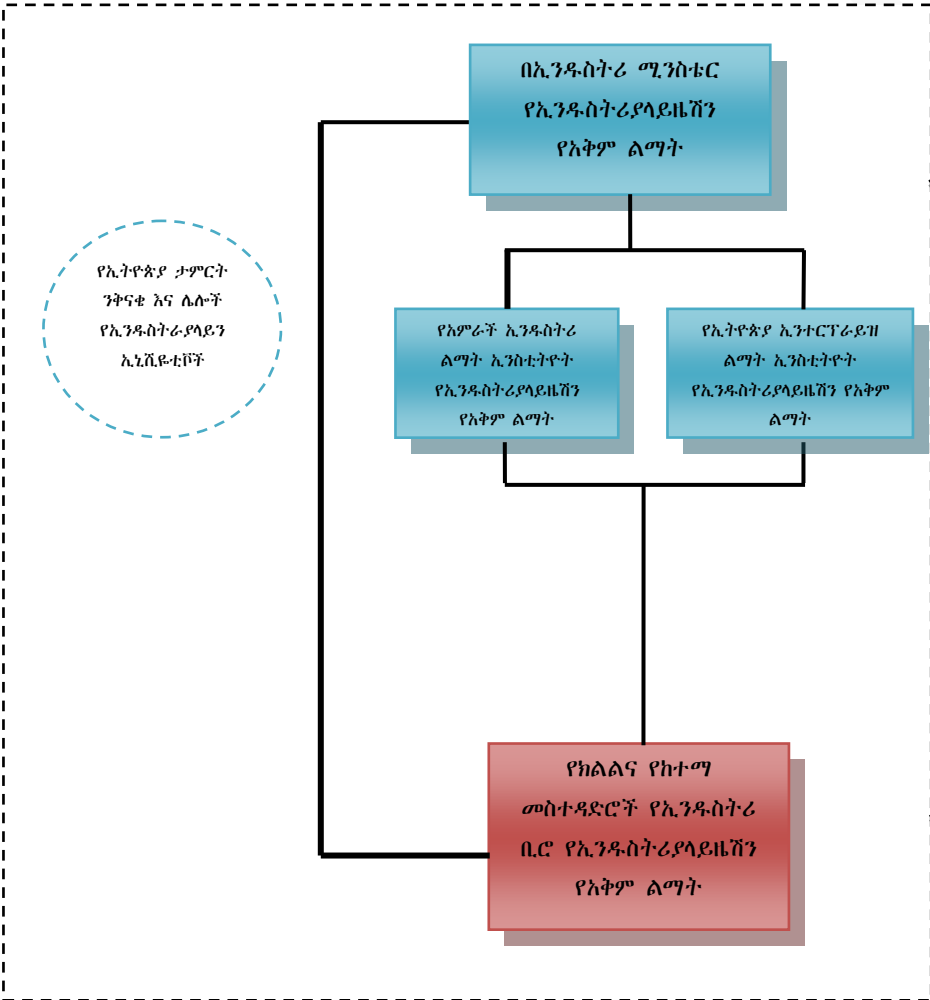 በኢንዱስትሪ ሚንስቴር
የኢንዱስትሪያላይዜሽን
የአቅም ልማት
የኢትዮጵያ ታምርት
ንቅናቄ እና ሌሎች
የኢንዱስትራያላይን
ኢኒሺዬቲቮች
የአምራች ኢንዱስትሪ
ልማት ኢንስቲትዮት
የኢንዱስትሪያላይዜሽን
የአቅም ልማት
የኢትዮጵያ ኢንተርፕራይዝ
ልማት ኢንስቲትዮት
የኢንዱስትሪያላይዜሽን የአቅም
ልማት
የክልልና የከተማ
መስተዳድሮች የኢንዱስትሪ
ቢሮ የኢንዱስትሪያላይዜሽን
የአቅም ልማት